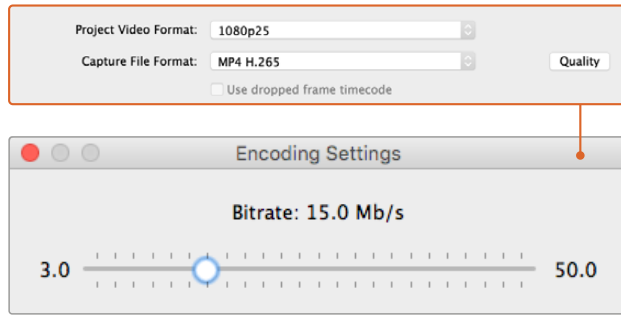 Project Video Format: 1080p25
Capture File Format: MP4 H.265 Quality
Use dropped frame timecode
Encoding Settings
Bitrate: 15.0 Mb/s
3.0 50.0